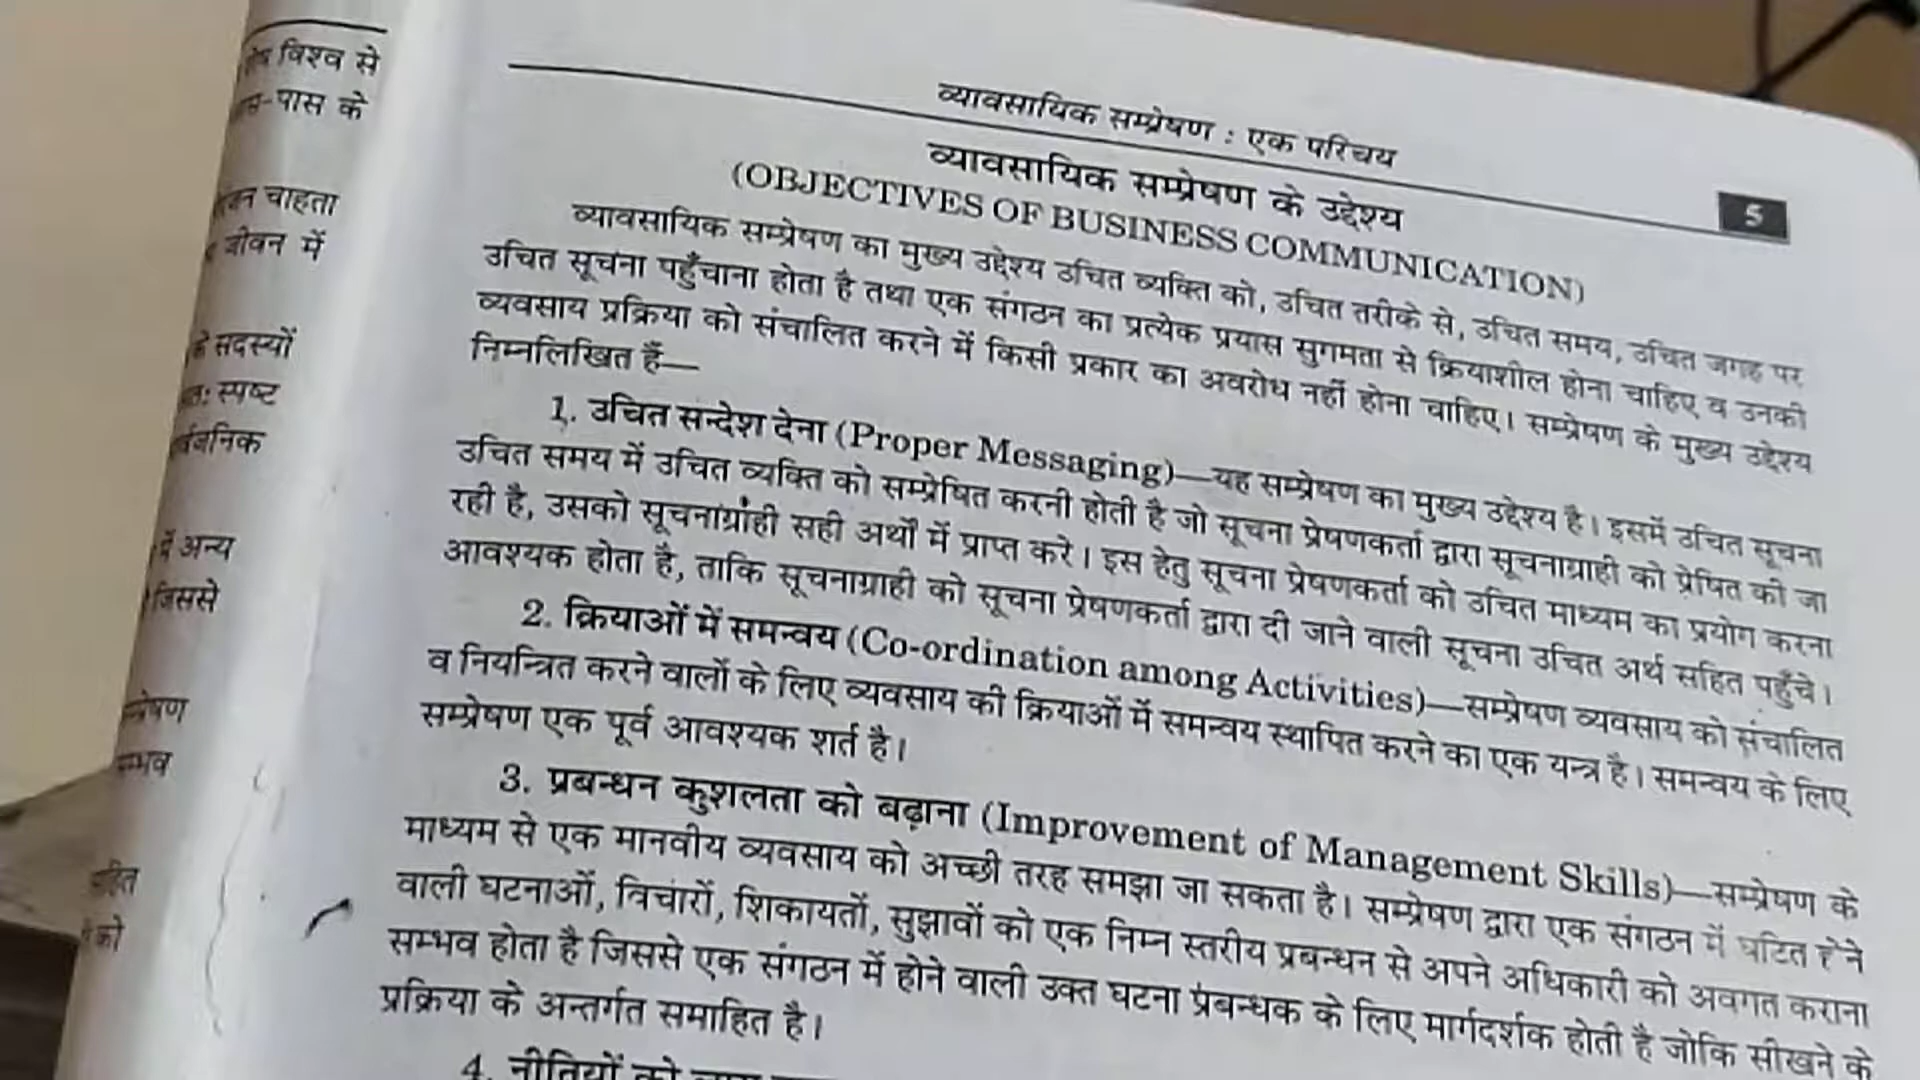 विश्व से
पास के
चाहता
जीवन में
सदस्यों
स्पष्ट
अन्य
जिससे
को
व्यावसायिक सम्प्रेषण : एक परिचय
5
व्यावसायिक सम्प्रेषण के उद्देश्य
(OBJECTIVES OF BUSINESS COMMUNICATION)
व्यावसायिक सम्प्रेषण का मुख्य उद्देश्य उचित व्यक्ति को, उचित तरीके से, उचित समय, उचित जगह पर
उचित सूचना पहुँचाना होता है तथा एक संगठन का प्रत्येक प्रयास सुगमता से क्रियाशील होना चाहिए व उनकी
व्यवसाय प्रक्रिया को संचालित करने में किसी प्रकार का अवरोध नहीं होना चाहिए। सम्प्रेषण के मुख्य उद्देश्य
निम्नलिखित हैं—
1. उचित सन्देश देना (Proper Messaging)—यह सम्प्रेषण का मुख्य उद्देश्य है। इसमें उचित सूचना
उचित समय में उचित व्यक्ति को सम्प्रेषित करनी होती है जो सूचना प्रेषणकर्ता द्वारा सूचनाग्राही को प्रेषित की जा
रही है, उसको सूचनाग्राही सही अर्थों में प्राप्त करे। इस हेतु सूचना प्रेषणकर्ता को उचित माध्यम का प्रयोग करना
आवश्यक होता है, ताकि सूचनाग्राही को सूचना प्रेषणकर्ता द्वारा दी जाने वाली सूचना उचित अर्थ सहित पहुँचे।
2. क्रियाओं में समन्वय (Co-ordination among Activities)—सम्प्रेषण व्यवसाय को संचालित
व नियन्त्रित करने वालों के लिए व्यवसाय की क्रियाओं में समन्वय स्थापित करने का एक यन्त्र है। समन्वय के लिए
सम्प्रेषण एक पूर्व आवश्यक शर्त है।
3. प्रबन्धन कुशलता को बढ़ाना (Improvement of Management Skills)—सम्प्रेषण के
माध्यम से एक मानवीय व्यवसाय को अच्छी तरह समझा जा सकता है। सम्प्रेषण द्वारा एक संगठन में घटित होने
वाली घटनाओं, विचारों, शिकायतों, सुझावों को एक निम्न स्तरीय प्रबन्धन से अपने अधिकारी को अवगत कराना
सम्भव होता है जिससे एक संगठन में होने वाली उक्त घटना प्रबन्धक के लिए मार्गदर्शक होती है जोकि सीखने के
प्रक्रिया के अन्तर्गत समाहित है।
4. नीतियों को